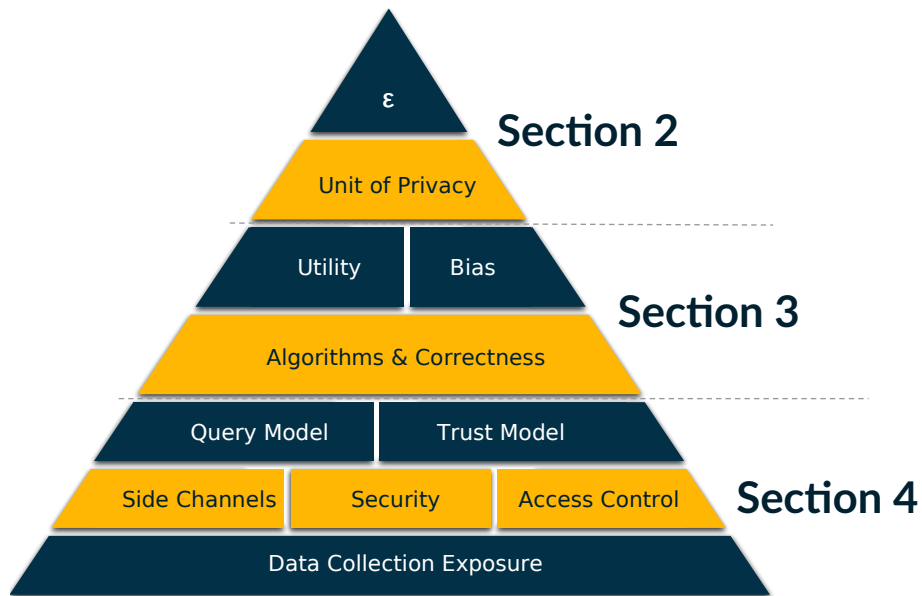 ε
Section 2
Unit of Privacy
Utility
Bias
Section 3
Algorithms & Correctness
Query Model
Trust Model
Side Channels
Security
Access Control
Section 4
Data Collection Exposure